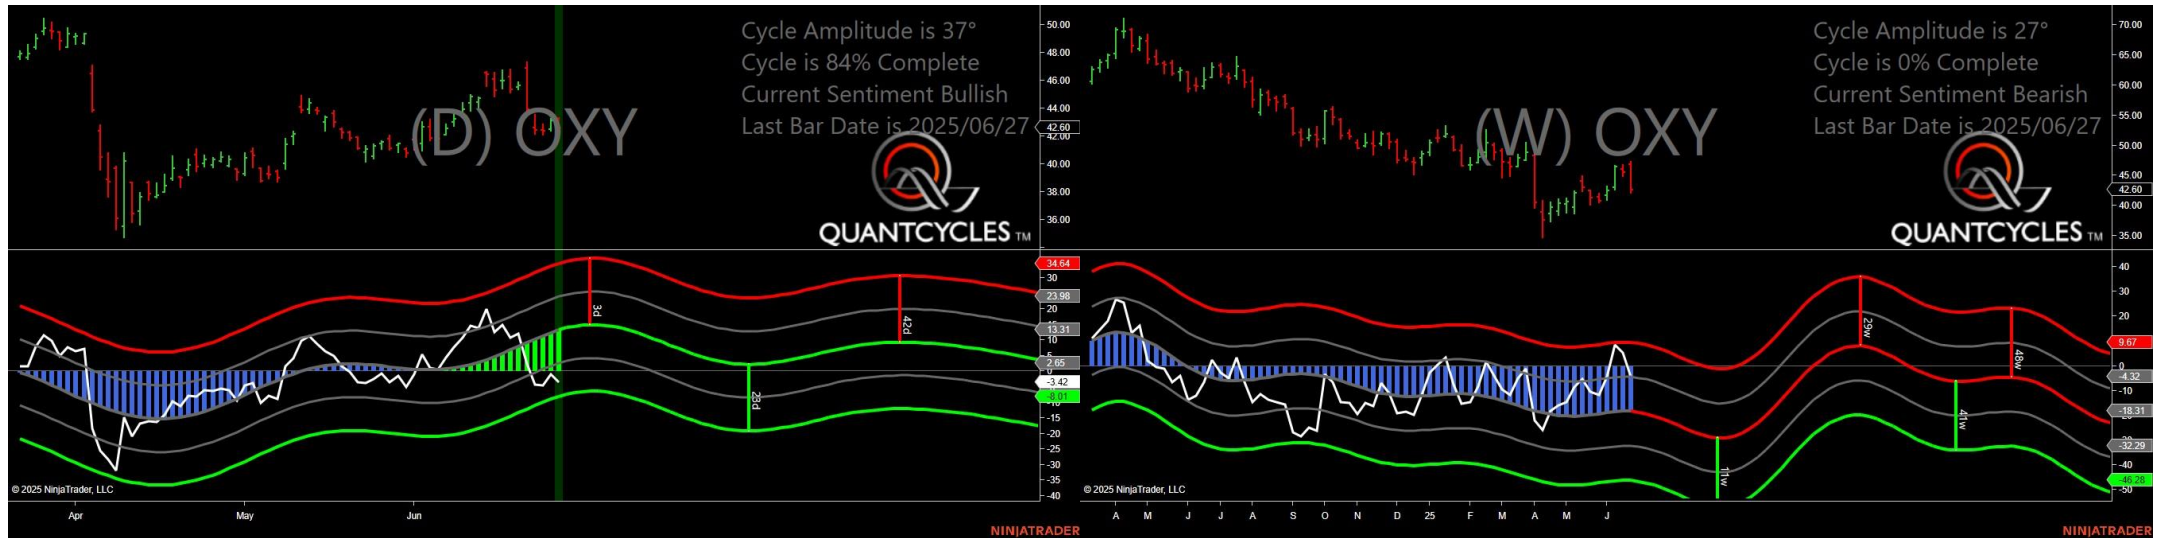 Cycle Amplitude is 37°
Cycle is 84% Complete
Current Sentiment Bullish
Last Bar Date is 2025/06/27
(D) OXY
QUANTCYCLES TM
50.00
48.00
46.00
44.00
42.60
42.00
40.00
38.00
36.00
34.64
30
23.98
20
13.31
10
5
2.65
0
-3.42
-8.01
-10
-15
-20
-25
-30
-35
-40
3d
23d
42d
© 2025 NinjaTrader, LLC
Apr
May
Jun
NINJATRADER
Cycle Amplitude is 27°
Cycle is 0% Complete
Current Sentiment Bearish
Last Bar Date is 2025/06/27
(W) OXY
QUANTCYCLES TM
70.00
65.00
60.00
55.00
50.00
45.00
42.60
40.00
35.00
40
30
20
9.67
0
-4.32
-10
-18.31
-32.29
-40
-46.28
-50
11w
29w
41w
48w
© 2025 NinjaTrader, LLC
A M J J A S O N D 25 F M A M J
NINJATRADER